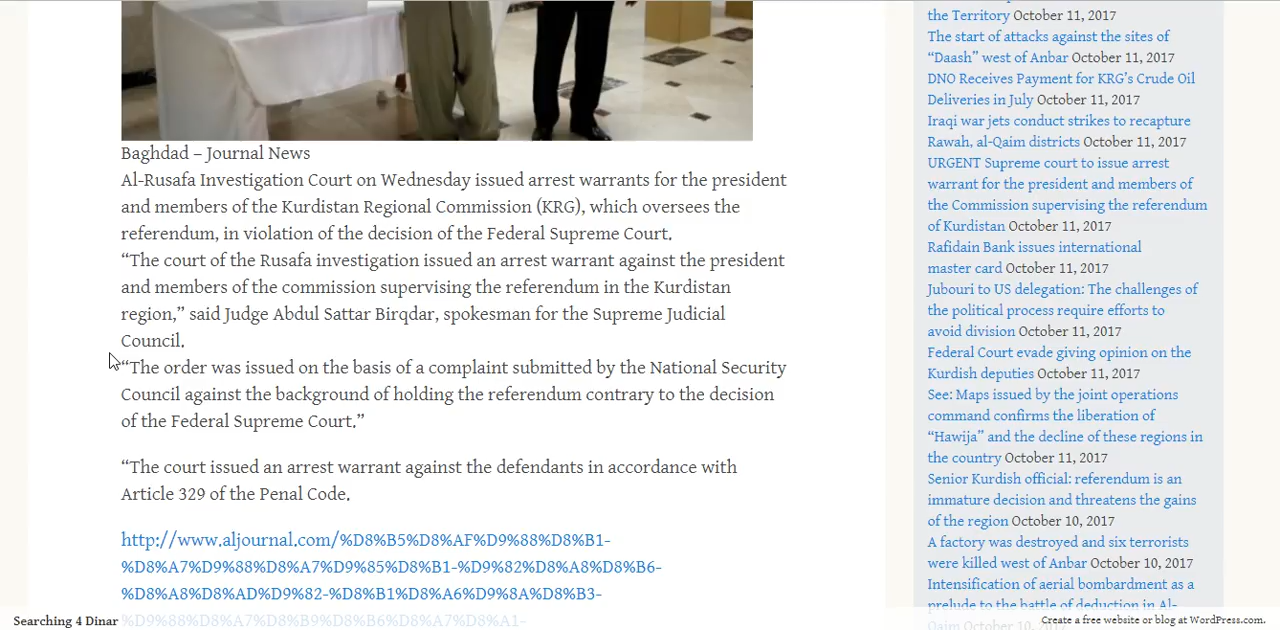 Baghdad – Journal News
Al-Rusafa Investigation Court on Wednesday issued arrest warrants for the president
and members of the Kurdistan Regional Commission (KRG), which oversees the
referendum, in violation of the decision of the Federal Supreme Court.
“The court of the Rusafa investigation issued an arrest warrant against the president
and members of the commission supervising the referendum in the Kurdistan
region,” said Judge Abdul Sattar Birqdar, spokesman for the Supreme Judicial
Council.
“The order was issued on the basis of a complaint submitted by the National Security
Council against the background of holding the referendum contrary to the decision
of the Federal Supreme Court.”
“The court issued an arrest warrant against the defendants in accordance with
Article 329 of the Penal Code.
http://www.aljournal.com/%D8%B5%D8%AF%D9%88%D8%B1-
%D8%A7%D9%88%D8%A7%D9%85%D8%B1-%D9%82%D8%A8%D8%B6-
%D8%A8%D8%AD%D9%82-%D8%B1%D8%A6%D9%8A%D8%B3-
%D9%88%D8%A7%D8%B9%D8%B6%D8%A7%D8%A1-
the Territory October 11, 2017
The start of attacks against the sites of
“Daash” west of Anbar October 11, 2017
DNO Receives Payment for KRG’s Crude Oil
Deliveries in July October 11, 2017
Iraqi war jets conduct strikes to recapture
Rawah, al-Qaim districts October 11, 2017
URGENT Supreme court to issue arrest
warrant for the president and members of
the Commission supervising the referendum
of Kurdistan October 11, 2017
Rafidain Bank issues international
master card October 11, 2017
Jubouri to US delegation: The challenges of
the political process require efforts to
avoid division October 11, 2017
Federal Court evade giving opinion on the
Kurdish deputies October 11, 2017
See: Maps issued by the joint operations
command confirms the liberation of
“Hawija” and the decline of these regions in
the country October 11, 2017
Senior Kurdish official: referendum is an
immature decision and threatens the gains
of the region October 10, 2017
A factory was destroyed and six terrorists
were killed west of Anbar October 10, 2017
Intensification of aerial bombardment as a
prelude to the battle of deduction in Al-
Qaim October 10, 2017
Searching 4 Dinar
Create a free website or blog at WordPress.com.